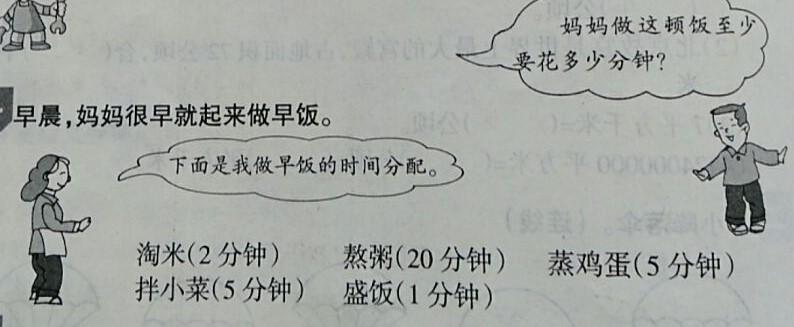 妈妈做这顿饭至少
要花多少分钟?
早晨,妈妈很早就起来做早饭。
下面是我做早饭的时间分配。
淘米(2分钟) 熬粥(20分钟) 蒸鸡蛋(5分钟)
拌小菜(5分钟) 盛饭(1分钟)